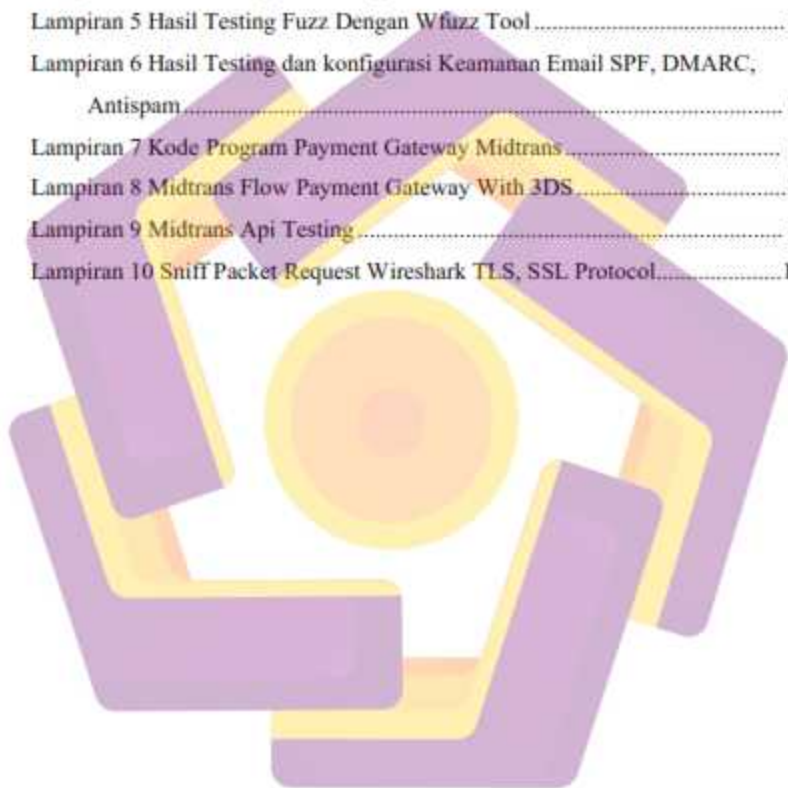 Lampiran 5 Hasil Testing Fuzz Dengan Wfuzz Tool........................................
Lampiran 6 Hasil Testing dan konfigurasi Keamanan Email SPF, DMARC,
Antispam........................................
Lampiran 7 Kode Program Payment Gateway Midtrans........................................
Lampiran 8 Midtrans Flow Payment Gateway With 3DS........................................
Lampiran 9 Midtrans Api Testing........................................
Lampiran 10 Sniff Packet Request Wireshark TLS, SSL Protocol........................